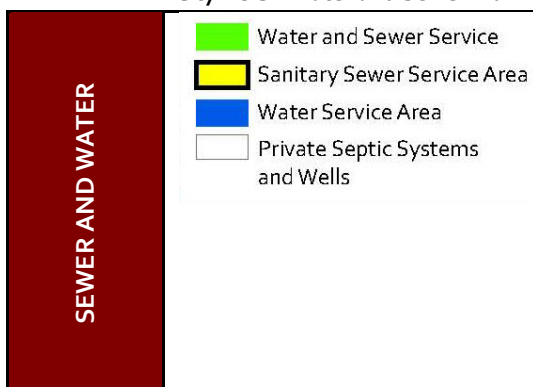 Water and Sewer Service
Sanitary Sewer Service Area
Water Service Area
Private Septic Systems
and Wells
SEWER AND WATER